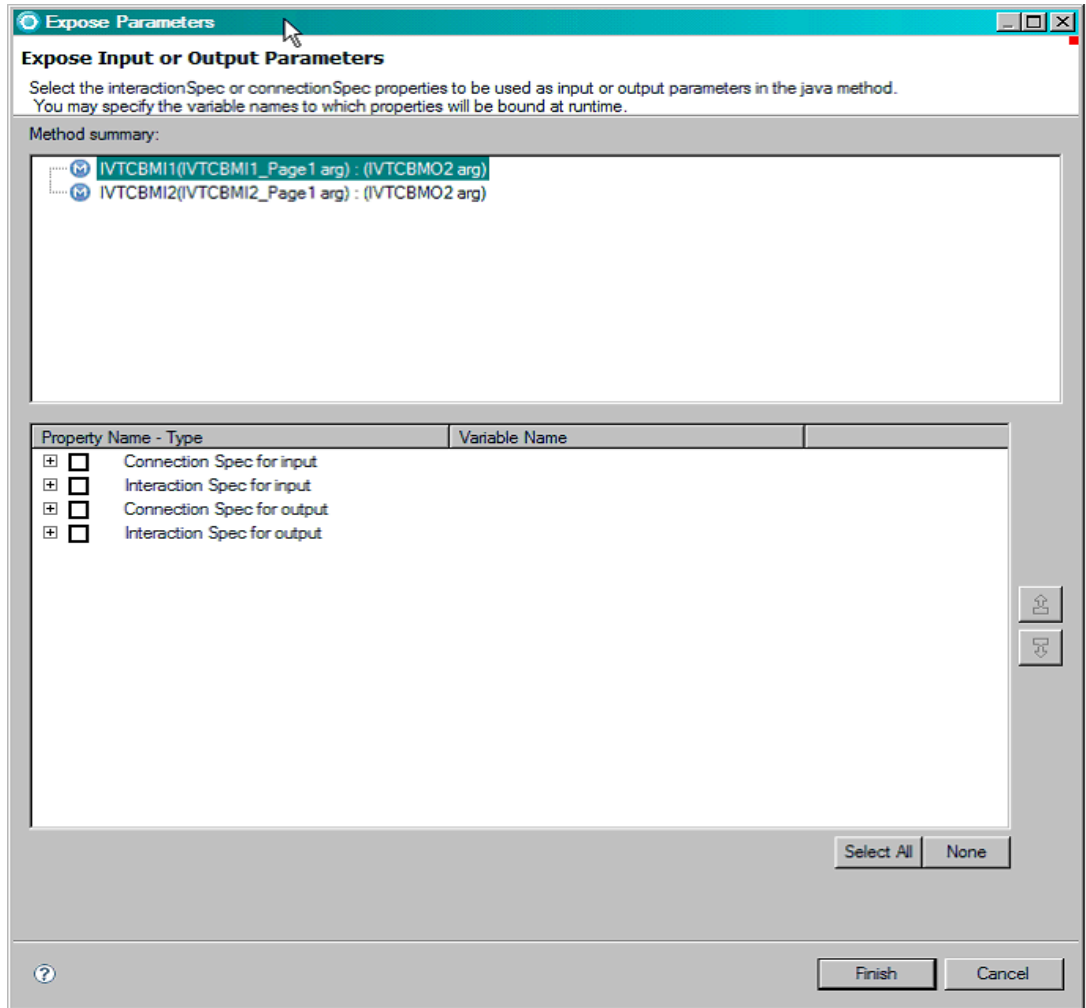 Expose Parameters
Expose Input or Output Parameters
Select the interactionSpec or connectionSpec properties to be used as input or output parameters in the java method.
You may specify the variable names to which properties will be bound at runtime.
Method summary:
IVTCBMI1(IVTCBMI1_Page1 arg) : (IVTCBMO2 arg)
IVTCBMI2(IVTCBMI2_Page1 arg) : (IVTCBMO2 arg)
Property Name - Type Variable Name
Connection Spec for input
Interaction Spec for input
Connection Spec for output
Interaction Spec for output
Select All None
Finish Cancel